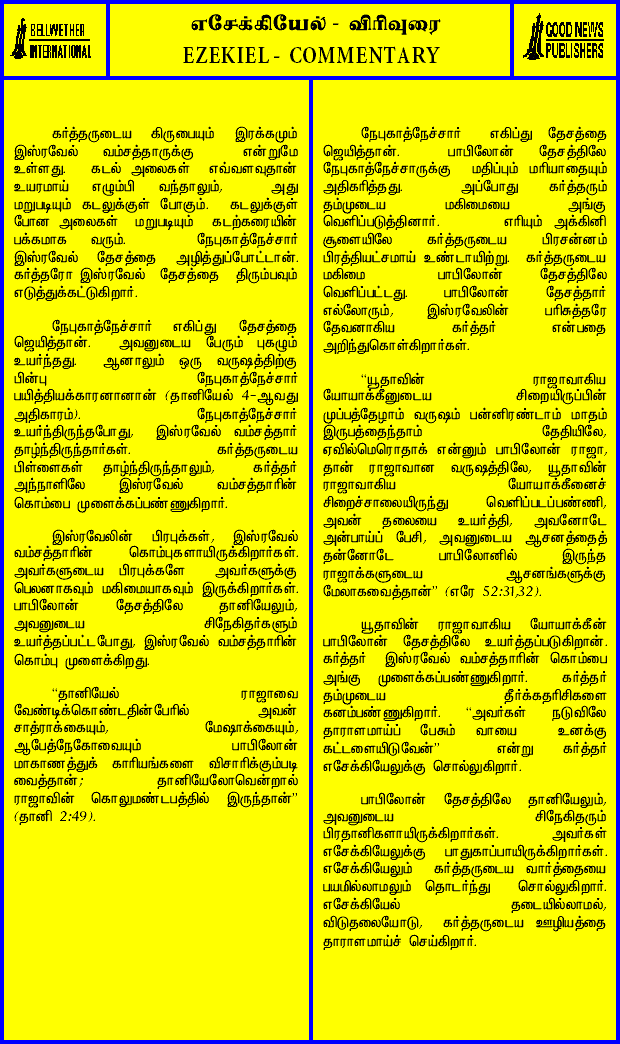 BELLWETHER
INTERNATIONAL
எசேக்கியேல் - விரிவுரை
EZEKIEL - COMMENTARY
GOOD NEWS
PUBLISHERS
கர்த்தருடைய கிருபையும் இரக்கமும்
இஸ்ரவேல் வம்சத்தாருக்கு என்றுமே
உள்ளது. கடல் அலைகள் எவ்வளவுதான்
உயரமாய் எழும்பி வந்தாலும், அது
மறுபடியும் கடலுக்குள் போகும். கடலுக்குள்
போன அலைகள் மறுபடியும் கடற்கரையின்
பக்கமாக வரும். நேபுகாத்நேச்சார்
இஸ்ரவேல் தேசத்தை அழித்துப்போட்டான்.
கர்த்தரோ இஸ்ரவேல் தேசத்தை திரும்பவும்
எடுத்துக்கட்டுகிறார்.
நேபுகாத்நேச்சார் எகிப்து தேசத்தை
ஜெயித்தான். அவனுடைய பேரும் புகழும்
உயர்ந்தது. ஆனாலும் ஒரு வருஷத்திற்கு
பின்பு நேபுகாத்நேச்சார்
பயித்தியக்காரனானான் (தானியேல் 4-ஆவது
அதிகாரம்). நேபுகாத்நேச்சார்
உயர்ந்திருந்தபோது, இஸ்ரவேல் வம்சத்தார்
தாழ்ந்திருந்தார்கள். கர்த்தருடைய
பிள்ளைகள் தாழ்ந்திருந்தாலும், கர்த்தர்
அந்நாளிலே இஸ்ரவேல் வம்சத்தாரின்
கொம்பை முளைக்கப்பண்ணுகிறார்.
இஸ்ரவேலின் பிரபுக்கள், இஸ்ரவேல்
வம்சத்தாரின் கொம்புகளாயிருக்கிறார்கள்.
அவர்களுடைய பிரபுக்களே அவர்களுக்கு
பெலனாகவும் மகிமையாகவும் இருக்கிறார்கள்.
பாபிலோன் தேசத்திலே தானியேலும்,
அவனுடைய சிநேகிதர்களும்
உயர்த்தப்பட்டபோது, இஸ்ரவேல் வம்சத்தாரின்
கொம்பு முளைக்கிறது.
“தானியேல் ராஜாவை
வேண்டிக்கொண்டதின்பேரில் அவன்
சாத்ராக்கையும், மேஷாக்கையும்,
ஆபேத்நேகோவையும் பாபிலோன்
மாகாணத்துக் காரியங்களை விசாரிக்கும்படி
வைத்தான்; தானியேலோவென்றால்
ராஜாவின் கொலுமண்டபத்தில் இருந்தான்”
(தானி 2:49).
நேபுகாத்நேச்சார் எகிப்து தேசத்தை
ஜெயித்தான். பாபிலோன் தேசத்திலே
நேபுகாத்நேச்சாருக்கு மதிப்பும் மரியாதையும்
அதிகரித்தது. அப்போது கர்த்தரும்
தம்முடைய மகிமையை அங்கு
வெளிப்படுத்தினார். எரியும் அக்கினி
சூளையிலே கர்த்தருடைய பிரசன்னம்
பிரத்தியட்சமாய் உண்டாயிற்று. கர்த்தருடைய
மகிமை பாபிலோன் தேசத்திலே
வெளிப்பட்டது. பாபிலோன் தேசத்தார்
எல்லோரும், இஸ்ரவேலின் பரிசுத்தரே
தேவனாகிய கர்த்தர் என்பதை
அறிந்துகொள்கிறார்கள்.
“யூதாவின் ராஜாவாகிய
யோயாக்கீனுடைய சிறையிருப்பின்
முப்பத்தேழாம் வருஷம் பன்னிரண்டாம் மாதம்
இருபத்தைந்தாம் தேதியிலே,
ஏவில்மெரொதாக் என்னும் பாபிலோன் ராஜா,
தான் ராஜாவான வருஷத்திலே, யூதாவின்
ராஜாவாகிய யோயாக்கீனைச்
சிறைச்சாலையிருந்து வெளிப்படப்பண்ணி,
அவன் தலையை உயர்த்தி, அவனோடே
அன்பாய்ப் பேசி, அவனுடைய ஆசனத்தைத்
தன்னோடே பாபிலோனில் இருந்த
ராஜாக்களுடைய ஆசனங்களுக்கு
மேலாகவைத்தான்” (எரே 52:31,32).
யூதாவின் ராஜாவாகிய யோயாக்கீன்
பாபிலோன் தேசத்திலே உயர்த்தப்படுகிறான்.
கர்த்தர் இஸ்ரவேல் வம்சத்தாரின் கொம்பை
அங்கு முளைக்கப்பண்ணுகிறார். கர்த்தர்
தம்முடைய தீர்க்கதரிசிகளை
கனம்பண்ணுகிறார். “அவர்கள் நடுவிலே
தாராளமாய்ப் பேசும் வாயை உனக்கு
கட்டளையிடுவேன்” என்று கர்த்தர்
எசேக்கியேலுக்கு சொல்லுகிறார்.
பாபிலோன் தேசத்திலே தானியேலும்,
அவனுடைய சிநேகிதரும்
பிரதானிகளாயிருக்கிறார்கள். அவர்கள்
எசேக்கியேலுக்கு பாதுகாப்பாயிருக்கிறார்கள்.
எசேக்கியேலும் கர்த்தருடைய வார்த்தையை
பயமில்லாமலும் தொடர்ந்து சொல்லுகிறார்.
எசேக்கியேல் தடையில்லாமல்,
விடுதலையோடு, கர்த்தருடைய ஊழியத்தை
தாராளமாய்ச் செய்கிறார்.